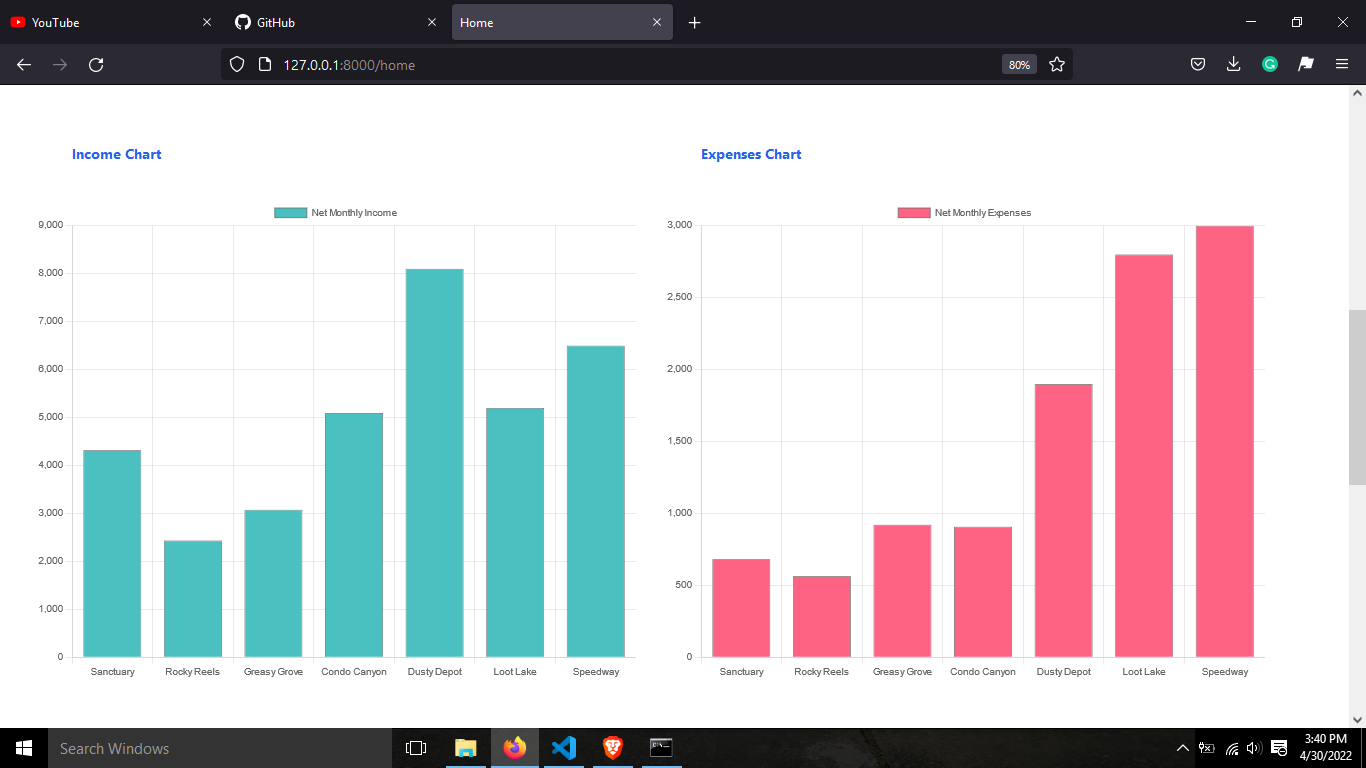 YouTube
GitHub
Home
127.0.0.1:8000/home
80%
Income Chart
Net Monthly Income
9,000
8,000
7,000
6,000
5,000
4,000
3,000
2,000
1,000
0
Sanctuary Rocky Reels Greasy Grove Condo Canyon Dusty Depot Loot Lake Speedway
Expenses Chart
Net Monthly Expenses
3,000
2,500
2,000
1,500
1,000
500
0
Sanctuary Rocky Reels Greasy Grove Condo Canyon Dusty Depot Loot Lake Speedway
Search Windows
3:40 PM
4/30/2022